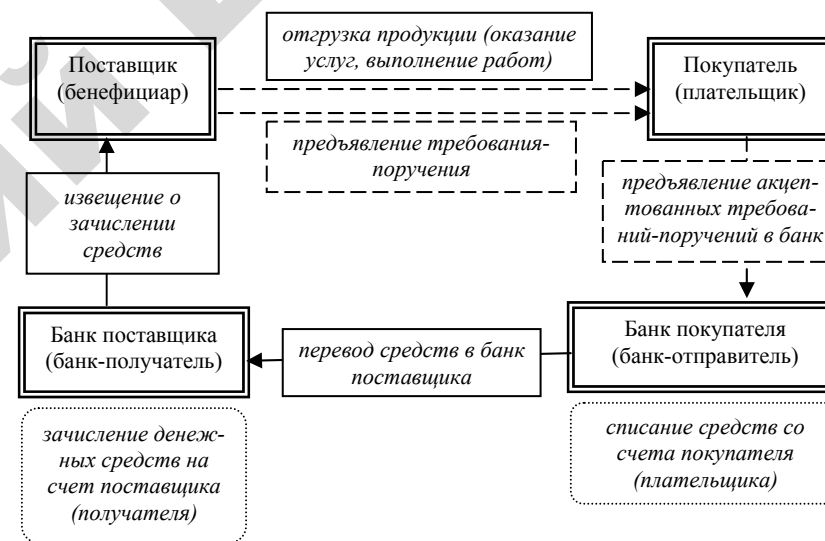 отгрузка продукции (оказание
услуг, выполнение работ)
Поставщик
(бенефициар)
Покупатель
(плательщик)
предъявление требования-
поручения
извещение о
зачислении
средств
предъявление акцеп-
тованных требова-
ний-поручений в банк
Банк поставщика
(банк-получатель)
перевод средств в банк
поставщика
Банк покупателя
(банк-отправитель)
зачисление денеж-
ных средств на
счет поставщика
(получателя)
списание средств со
счета покупателя
(плательщика)